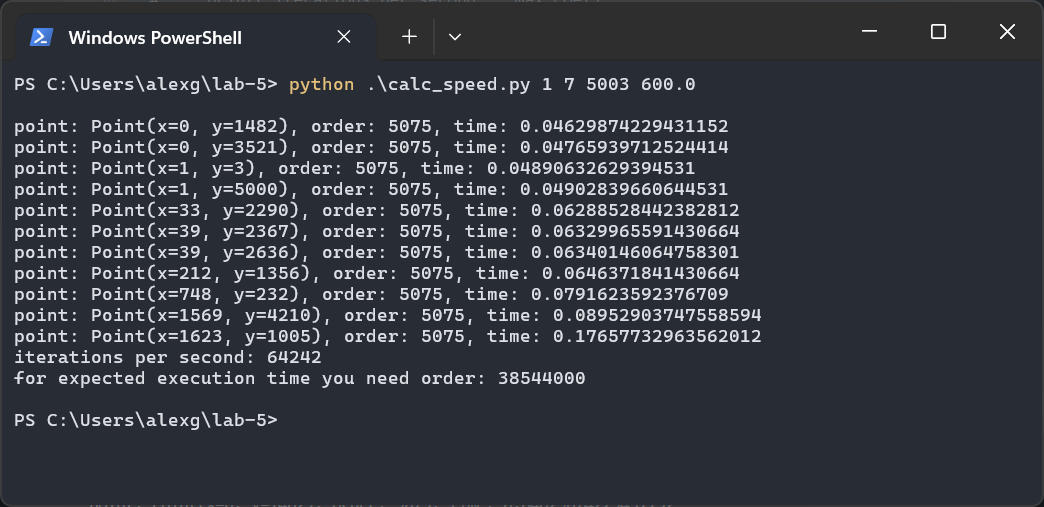 Windows PowerShell
PS C:\Users\alexg\lab-5> python .\calc_speed.py 1 7 5003 600.0
point: Point(x=0, y=1482), order: 5075, time: 0.04629874229431152
point: Point(x=0, y=3521), order: 5075, time: 0.04765939712524414
point: Point(x=1, y=3), order: 5075, time: 0.04890632629394531
point: Point(x=1, y=5000), order: 5075, time: 0.04902839660644531
point: Point(x=33, y=2290), order: 5075, time: 0.06288528442382812
point: Point(x=39, y=2367), order: 5075, time: 0.06329965591430664
point: Point(x=39, y=2636), order: 5075, time: 0.06340146064758301
point: Point(x=212, y=1356), order: 5075, time: 0.06463718414306​64
point: Point(x=748, y=232), order: 5075, time: 0.0791623592376709
point: Point(x=1569, y=4210), order: 5075, time: 0.08952903747558594
point: Point(x=1623, y=1005), order: 5075, time: 0.17657732963562012
iterations per second: 64242
for expected execution time you need order: 38544000
PS C:\Users\alexg\lab-5>